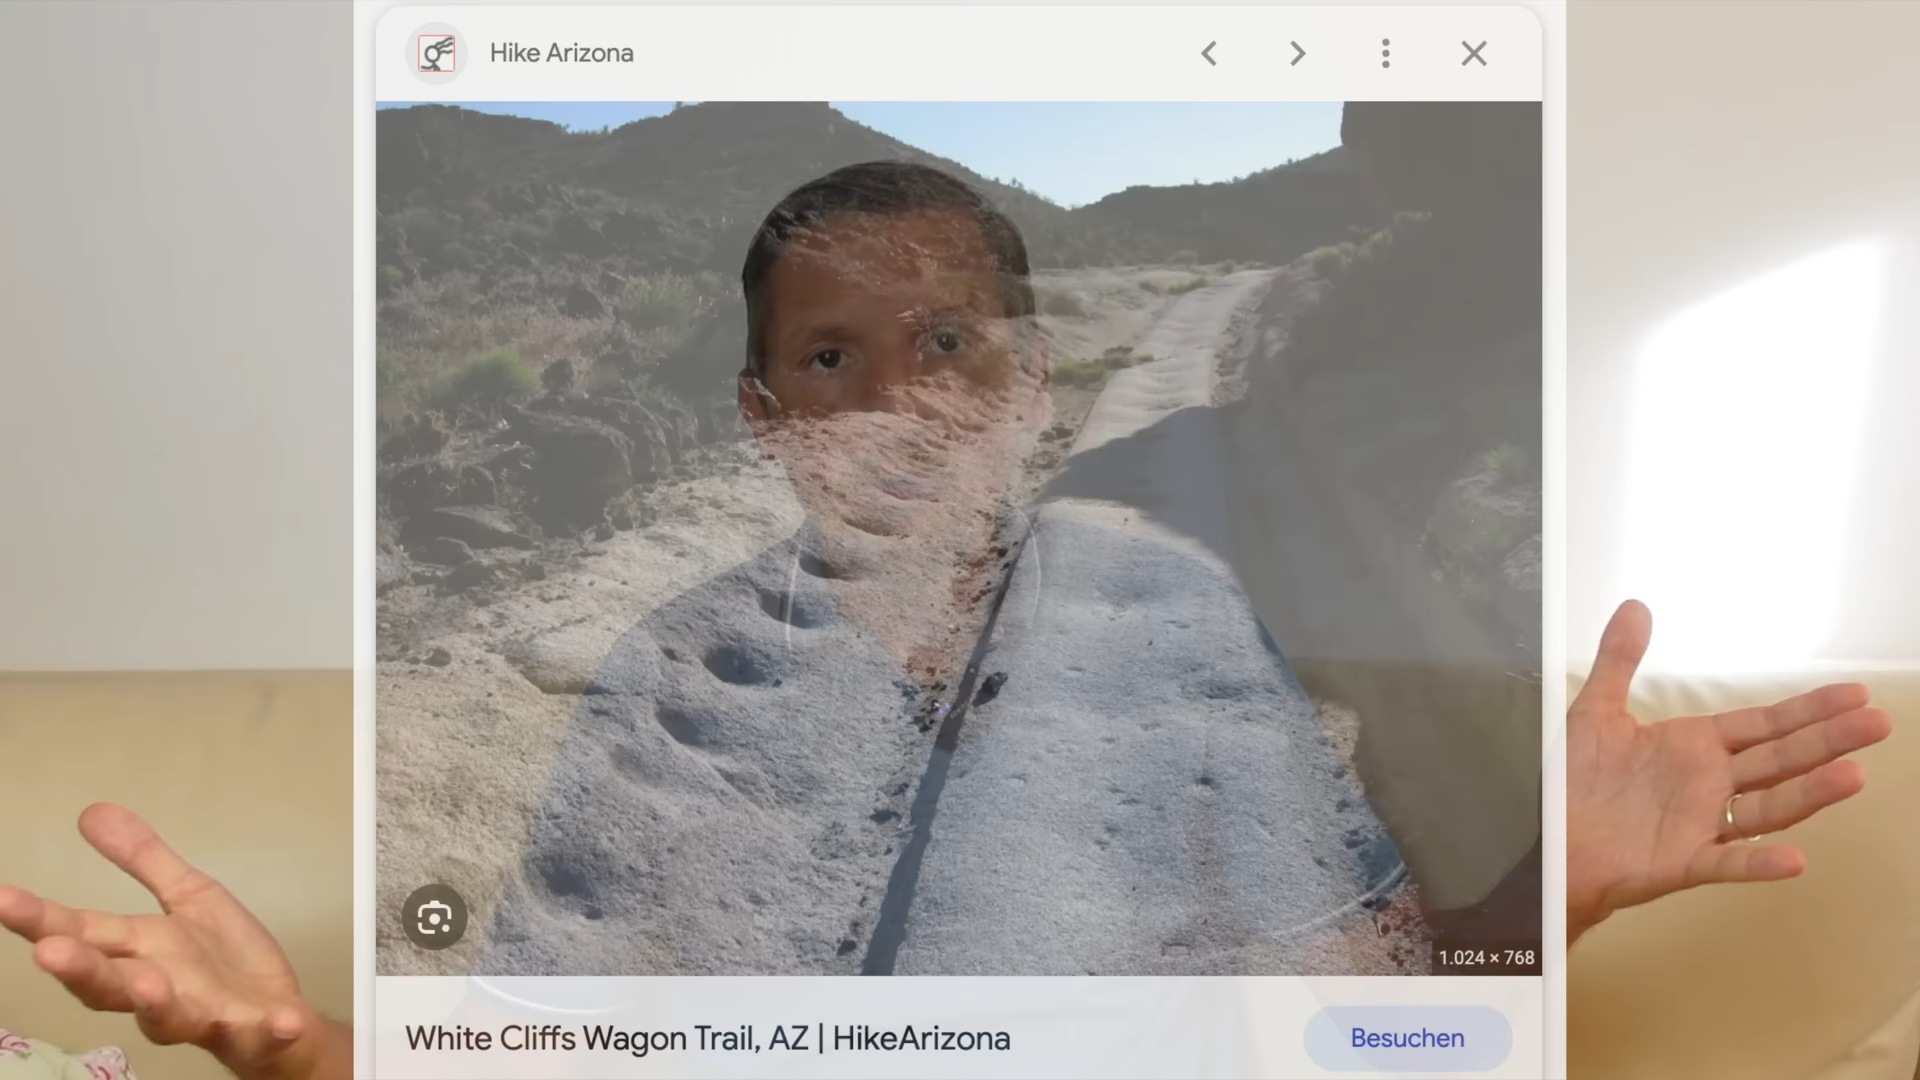 Hike Arizona
1.024 × 768
White Cliffs Wagon Trail, AZ | HikeArizona
Besuchen